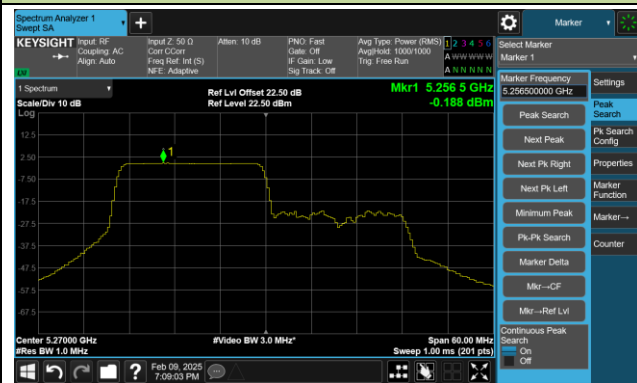 Spectrum Analyzer 1
Swept SA
Marker
KEYSIGHT
Input: RF
Coupling: AC
Align: Auto
Input Z: 50 Ω
Corr CCorr
Freq Ref: Int (S)
NFE: Adaptive
Atten: 10 dB
PNO: Fast
Gate: Off
IF Gain: Low
Sig Track: Off
Avg Type: Power (RMS)
Avg|Hold: 1000/1000
Trig: Free Run
1 2 3 4 5 6
A W W W W W
A N N N N N
LXI
Select Marker
Marker 1
1 Spectrum
Scale/Div 10 dB
Log
Ref Lvl Offset 22.50 dB
Ref Level 22.50 dBm
Mkr1 5.256 5 GHz
-0.188 dBm
12.5
2.50
-7.50
-17.5
-27.5
-37.5
-47.5
-57.5
-67.5
1
Center 5.27000 GHz
#Res BW 1.0 MHz
#Video BW 3.0 MHz*
Span 60.00 MHz
Sweep 1.00 ms (201 pts)
Marker Frequency
5.256500000 GHz
Peak Search
Next Peak
Next Pk Right
Next Pk Left
Minimum Peak
Pk-Pk Search
Marker Delta
Mkr→CF
Mkr→Ref Lvl
Continuous Peak
Search
On
Off
Settings
Peak
Search
Pk Search
Config
Properties
Marker
Function
Marker→
Counter
Feb 09, 2025
7:09:03 PM